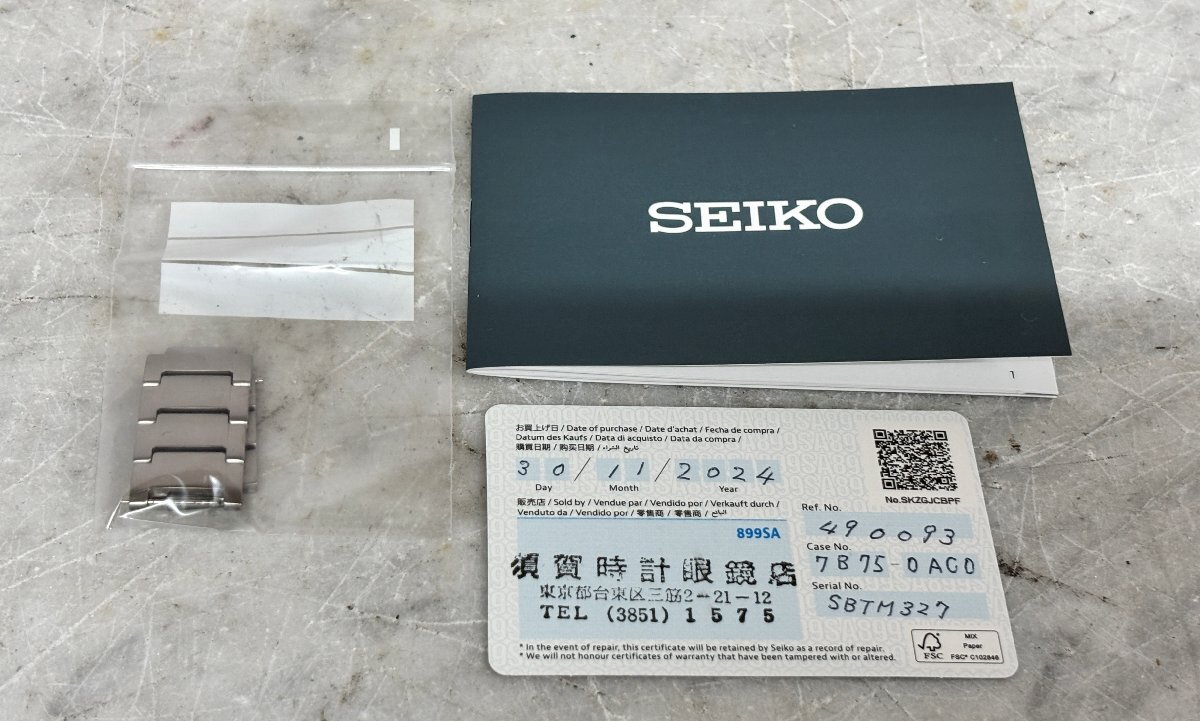 SEIKO
1
お買上げ日 / Date of purchase / Date d'achat / Fecha de compra /
Datum des Kaufs / Data di acquisto / Data da compra /
購買日期 / 购买日期 / تاريخ الشراء
30 / 11 / 2024
Day Month Year
No.SKZGJCBPF
販売店 / Sold by / Vendue par / Vendido por / Verkauft durch /
Venduto da / Vendido por / 零售商 / 零售商 / البائع
899SA
須賀時計眼鏡店
東京都台東区三筋2-21-12
TEL (3851) 1575
Ref. No.
490093
Case No.
7B75-0AC0
Serial No.
SBTM327
* In the event of repair, this certificate will be retained by Seiko as a record of repair.
* We will not honour certificates of warranty that have been tampered with or altered.
FSC
MIX
Paper
FSC® C102846